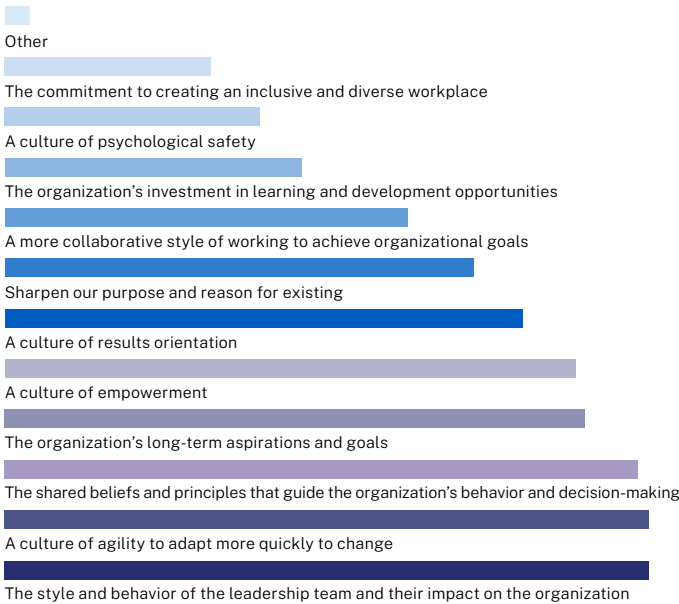 Other
The commitment to creating an inclusive and diverse workplace
A culture of psychological safety
The organization’s investment in learning and development opportunities
A more collaborative style of working to achieve organizational goals
Sharpen our purpose and reason for existing
A culture of results orientation
A culture of empowerment
The organization’s long-term aspirations and goals
The shared beliefs and principles that guide the organization’s behavior and decision-making
A culture of agility to adapt more quickly to change
The style and behavior of the leadership team and their impact on the organization